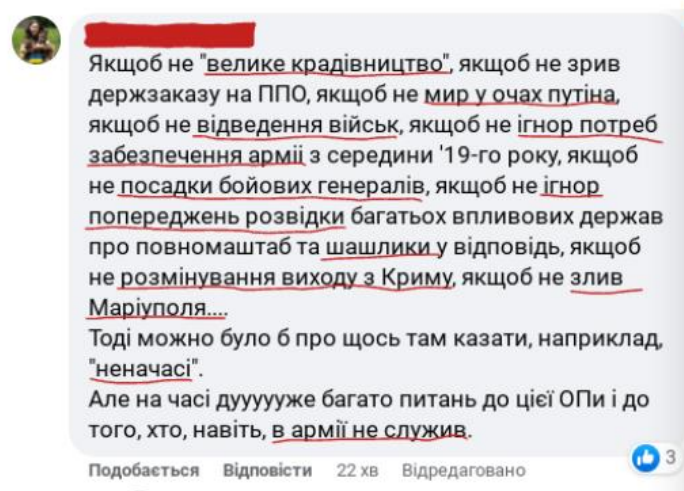 Якщоб не "велике крадівництво", якщоб не зрив
держзаказу на ППО, якщоб не мир у очах путіна,
якщоб не відведення військ, якщоб не ігнор потреб
забезпечення армії з середини '19-го року, якщоб
не посадки бойових генералів, якщоб не ігнор
попереджень розвідки багатьох впливових держав
про повномаштаб та шашлики у відповідь, якщоб
не розмінування виходу з Криму, якщоб не злив
Маріуполя....
Тоді можно було б про щось там казати, наприклад,
"неначасі".
Але на часі дуууууже багато питань до цієї ОПи і до
того, хто, навіть, в армії не служив.
Подобається Відповісти 22 хв Відредаговано
3